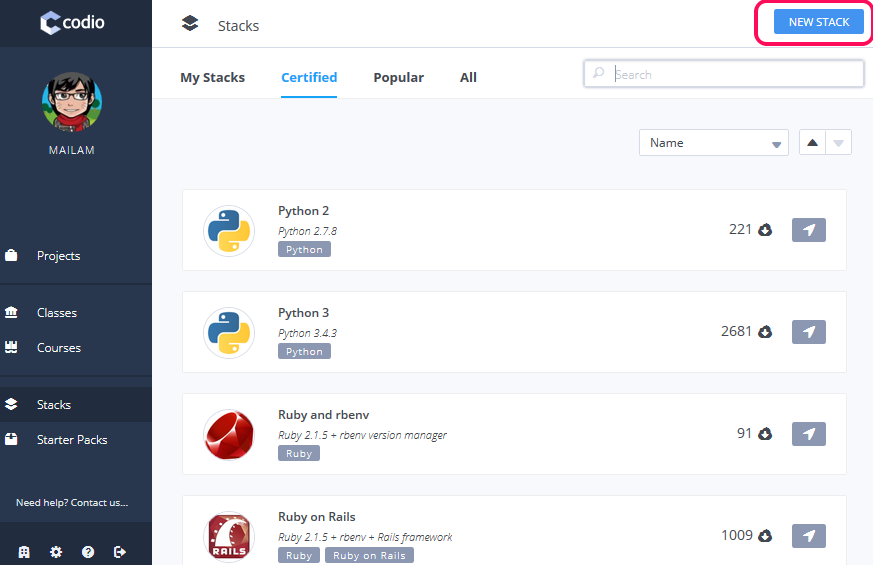 codio
MAILAM
Projects
Classes
Courses
Stacks
Starter Packs
Need help? Contact us...
Stacks
NEW STACK
My Stacks Certified Popular All
Search
Name
Python 2
Python 2.7.8
Python
221
Python 3
Python 3.4.3
Python
2681
Ruby and rbenv
Ruby 2.1.5 + rbenv version manager
Ruby
91
RAILS
Ruby on Rails
Ruby 2.1.5 + rbenv + Rails framework
Ruby Ruby on Rails
1009